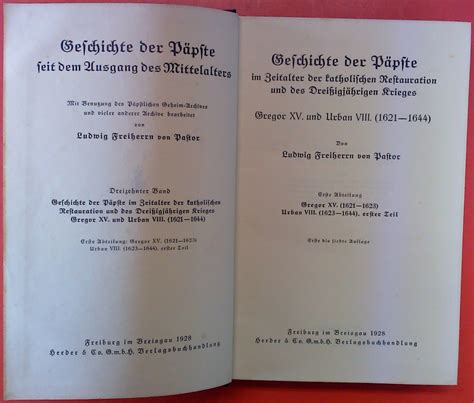 Geschichte der Päpste
seit dem Ausgang des Mittelalters
Mit Benutzung des Päpstlichen Geheim-Archives
und vieler anderer Archive bearbeitet
von
Ludwig Freiherrn von Pastor
Dreizehnter Band
Geschichte der Päpste im Zeitalter der katholischen
Restauration und des Dreißigjährigen Krieges
Gregor XV. und Urban VIII. (1621—1644)
Erste Abteilung: Gregor XV. (1621—1623)
Urban VIII. (1623—1644), erster Teil
Freiburg im Breisgau 1928
Herder & Co. G.m.b.H. Verlagsbuchhandlung
Geschichte der Päpste
im Zeitalter der katholischen Restauration
und des Dreißigjährigen Krieges
Gregor XV. und Urban VIII. (1621—1644)
Von
Ludwig Freiherrn von Pastor
Erste Abteilung
Gregor XV. (1621—1623)
Urban VIII. (1623—1644), erster Teil
Erste bis siebte Auflage
Freiburg im Breisgau 1928
Herder & Co. G.m.b.H. Verlagsbuchhandlung